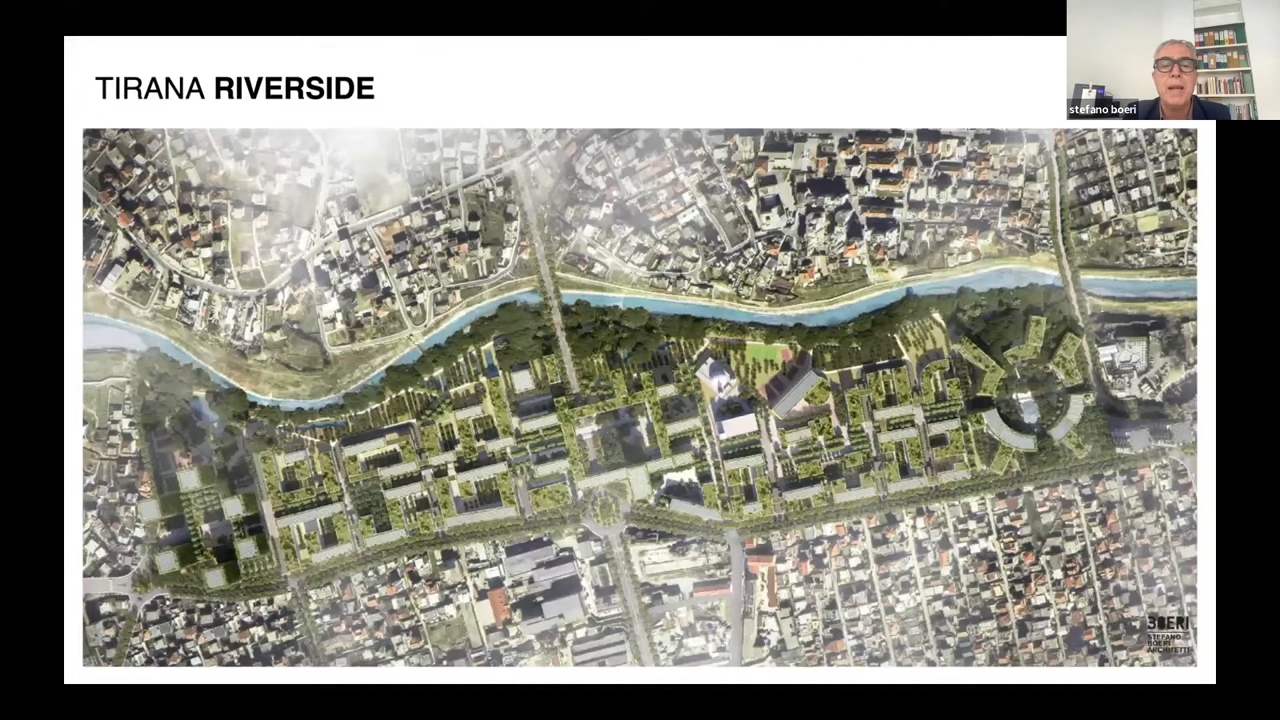 TIRANA RIVERSIDE
stefano boeri
BOERI
STEFANO
BOERI
ARCHITETTI